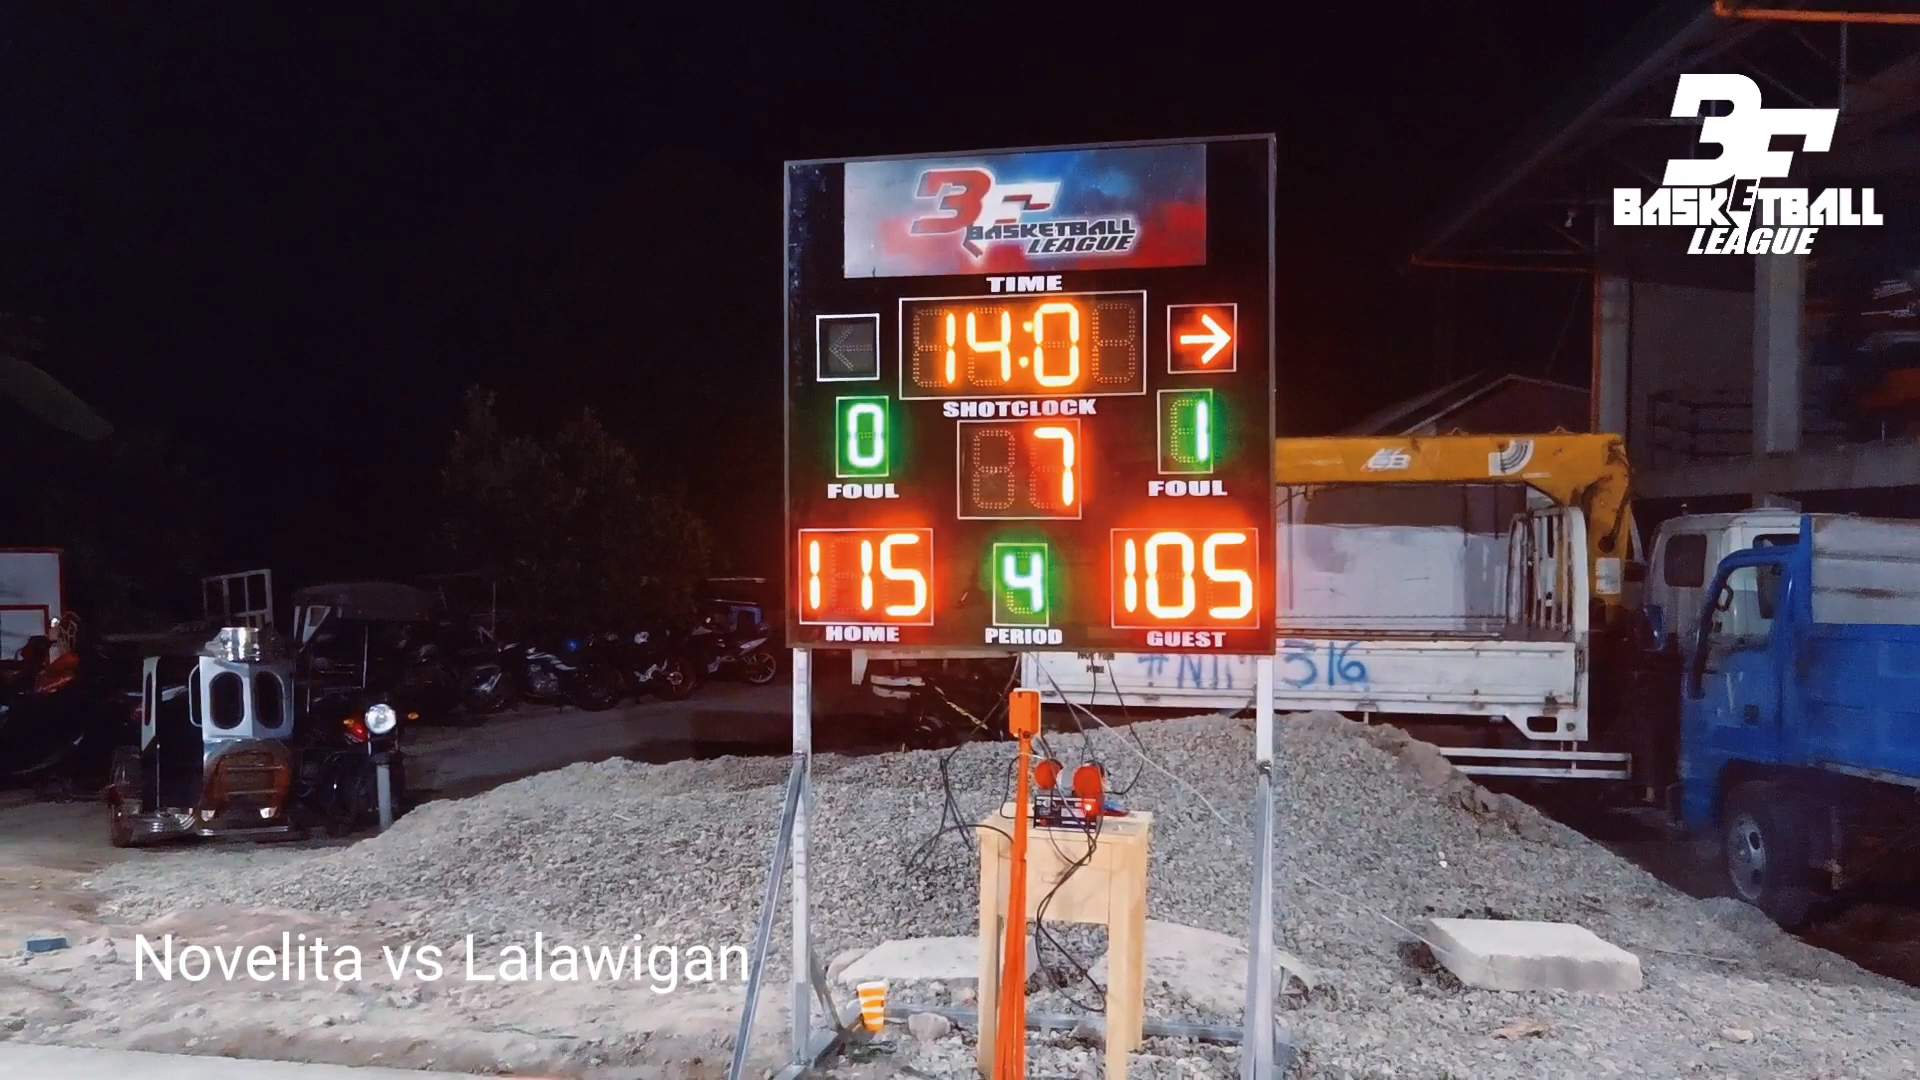 3F
BASKETBALL
LEAGUE
3F
BASKETBALL
LEAGUE
TIME
14:0
SHOTCLOCK
0
7
1
FOUL
FOUL
115
4
105
HOME
PERIOD
GUEST
316
Novelita vs Lalawigan